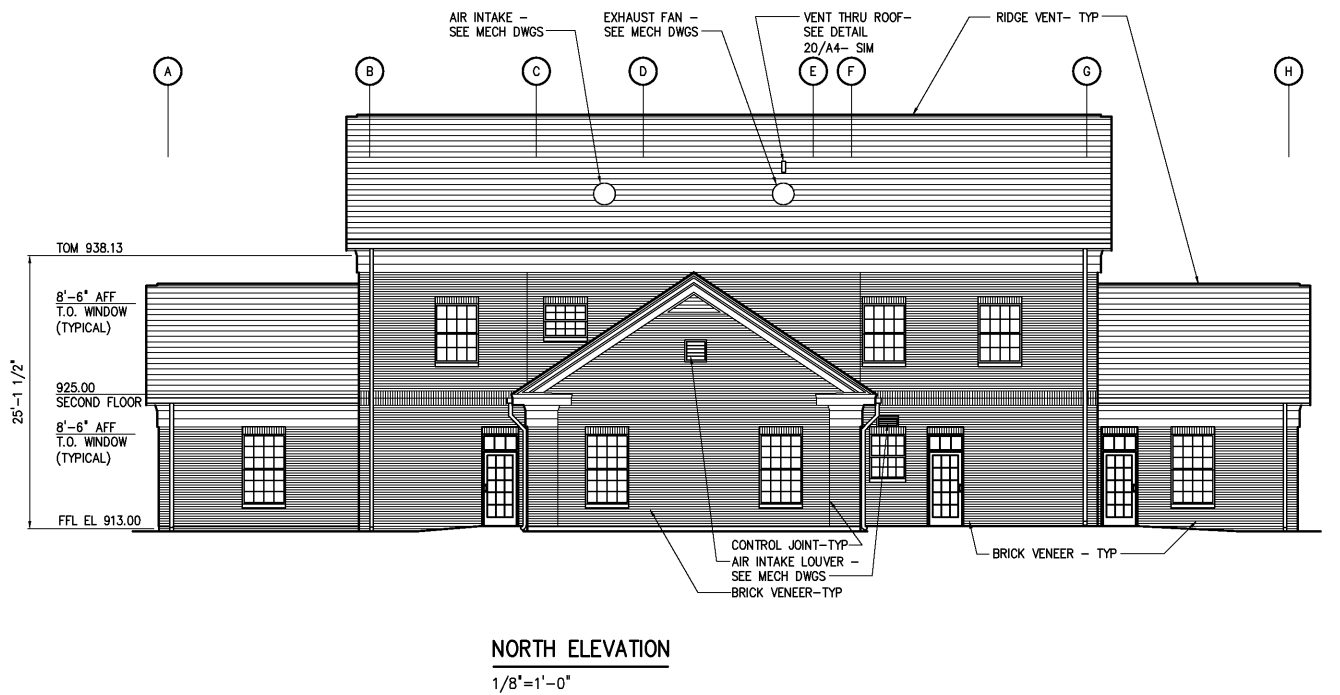 AIR INTAKE –
SEE MECH DWGS
EXHAUST FAN –
SEE MECH DWGS
VENT THRU ROOF–
SEE DETAIL
20/A4– SIM
RIDGE VENT– TYP
A
B
C
D
E
F
G
H
TOM 938.13
8'-6" AFF
T.O. WINDOW
(TYPICAL)
25'-1 1/2"
925.00
SECOND FLOOR
8'-6" AFF
T.O. WINDOW
(TYPICAL)
FFL EL 913.00
CONTROL JOINT–TYP
AIR INTAKE LOUVER –
SEE MECH DWGS
BRICK VENEER–TYP
BRICK VENEER – TYP
NORTH ELEVATION
1/8"=1'-0"